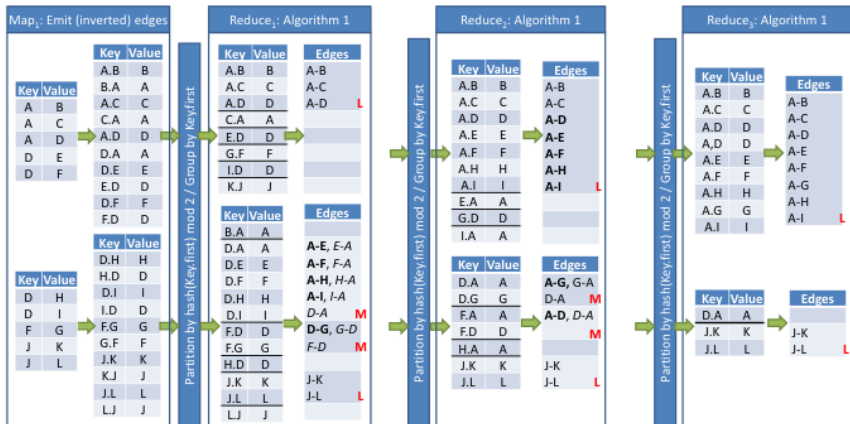 Map₁: Emit (inverted) edges
Key Value
A B
A C
A D
D E
D F
Key Value
A.B B
B.A A
A.C C
C.A A
A.D D
D.A A
D.E E
E.D D
D.F F
F.D D
Key Value
D H
D I
F G
J K
J L
Key Value
D.H H
H.D D
D.I I
I.D D
F.G G
G.F F
J.K K
K.J J
J.L L
L.J J
Partition by hash(Key.first) mod 2 / Group by Key.first
Reduce₁: Algorithm 1
Key Value
A.B B
A.C C
A.D D
C.A A
E.D D
G.F F
I.D D
K.J J
Edges
A-B
A-C
A-D L
Key Value
B.A A
D.A A
D.E E
D.F F
D.H H
D.I I
F.D D
F.G G
H.D D
J.K K
J.L L
L.J J
Edges
A-E, E-A
A-F, F-A
A-H, H-A
A-I, I-A
D-A M
D-G, G-D
F-D M
J-K
J-L L
Partition by hash(Key.first) mod 2 / Group by Key.first
Reduce₂: Algorithm 1
Key Value
A.B B
A.C C
A.D D
A.E E
A.F F
A.H H
A.I I
E.A A
G.D D
I.A A
Edges
A-B
A-C
A-D
A-E
A-F
A-H
A-I L
Key Value
D.A A
D.G G
F.A A
F.D D
H.A A
J.K K
J.L L
Edges
A-G, G-A
D-A M
A-D, D-A
M
J-K
J-L L
Partition by hash(Key.first) mod 2 / Group by Key.first
Reduce₃: Algorithm 1
Key Value
A.B B
A.C C
A.D D
A,D D
A.E E
A.F F
A.H H
A.G G
A.I I
Edges
A-B
A-C
A-D
A-E
A-F
A-G
A-H
A-I L
Key Value
D.A A
J.K K
J.L L
Edges
J-K
J-L L